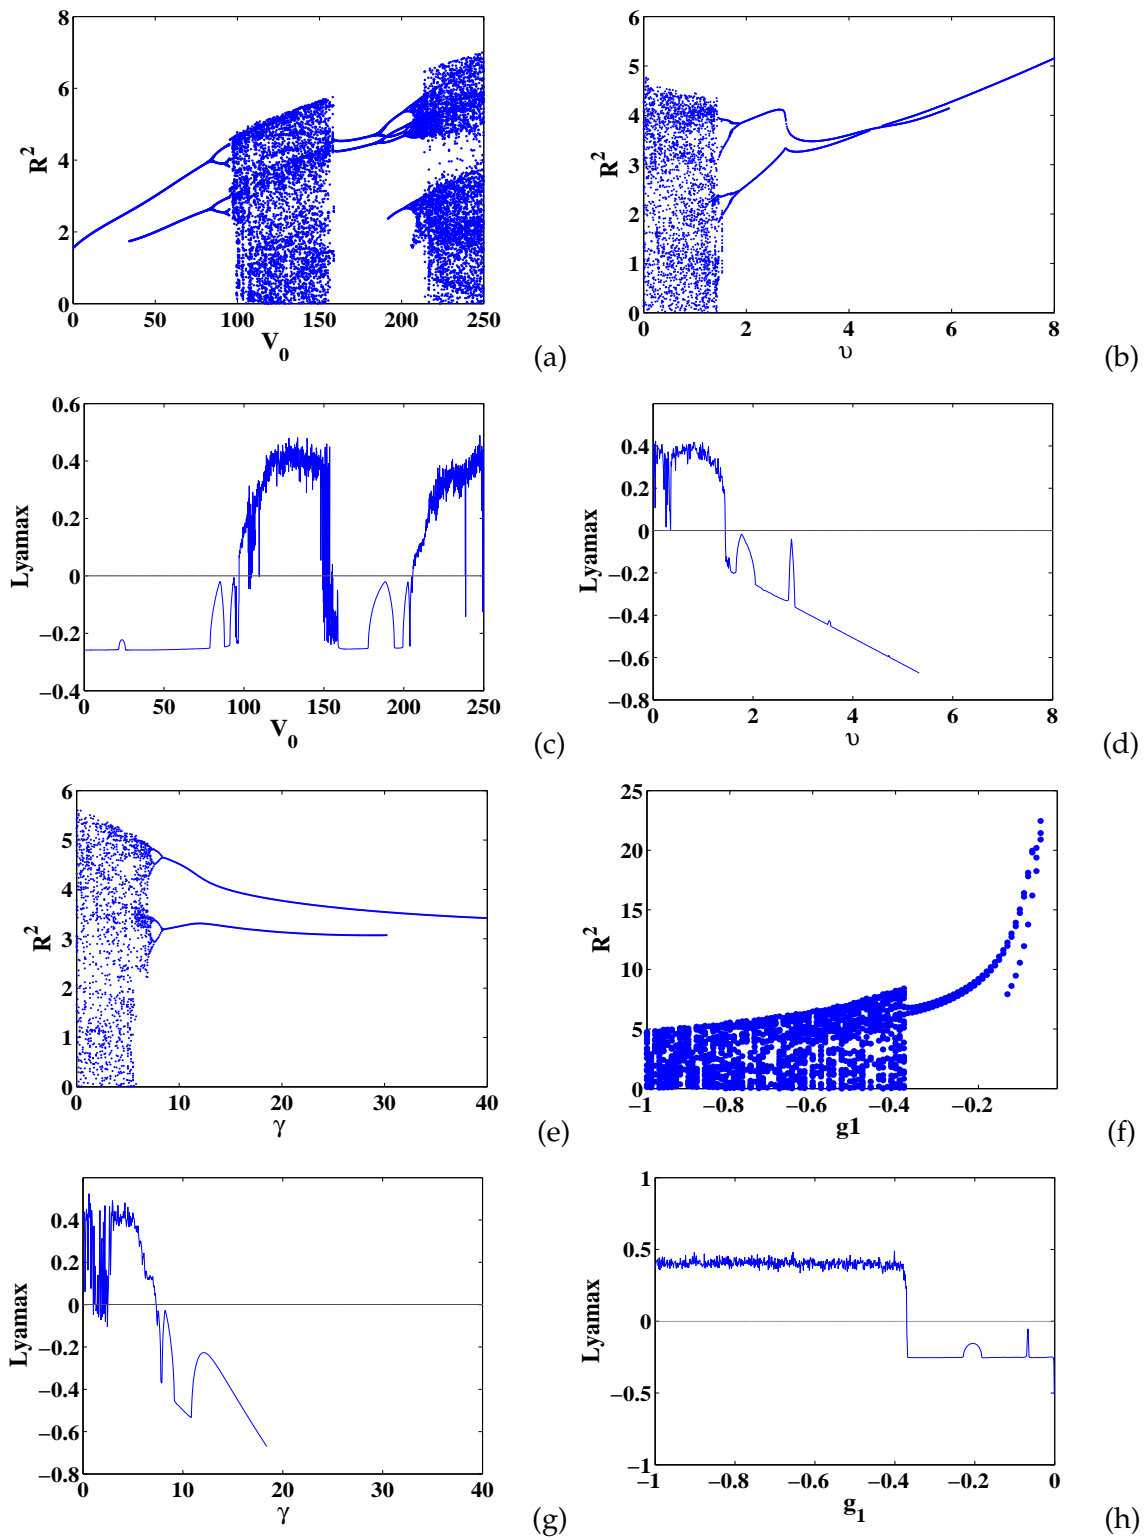 8
6
4
2
0
R²
0 50 100 150 200 250
V₀
(a)
6
5
4
3
2
1
0
R²
0 2 4 6 8
υ
(b)
0.6
0.4
0.2
0
−0.2
−0.4
Lyamax
0 50 100 150 200 250
V₀
(c)
0.4
0.2
0
−0.2
−0.4
−0.6
−0.8
Lyamax
0 2 4 6 8
υ
(d)
6
5
4
3
2
1
0
R²
0 10 20 30 40
γ
(e)
25
20
15
10
5
0
R²
−1 −0.8 −0.6 −0.4 −0.2
g1
(f)
0.4
0.2
0
−0.2
−0.4
−0.6
−0.8
Lyamax
0 10 20 30 40
γ
(g)
1
0.5
0
−0.5
−1
Lyamax
−1 −0.8 −0.6 −0.4 −0.2 0
g₁
(h)